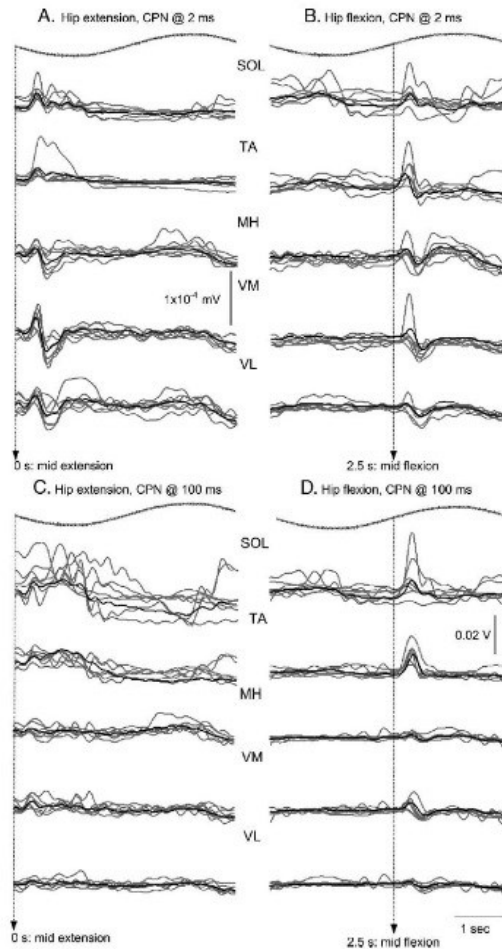 A. Hip extension, CPN @ 2 ms
B. Hip flexion, CPN @ 2 ms
SOL
TA
MH
VM
1x10⁻⁴ mV
VL
0 s: mid extension
2.5 s: mid flexion
C. Hip extension, CPN @ 100 ms
D. Hip flexion, CPN @ 100 ms
SOL
TA
0.02 V
MH
VM
VL
1 sec
0 s: mid extension
2.5 s: mid flexion